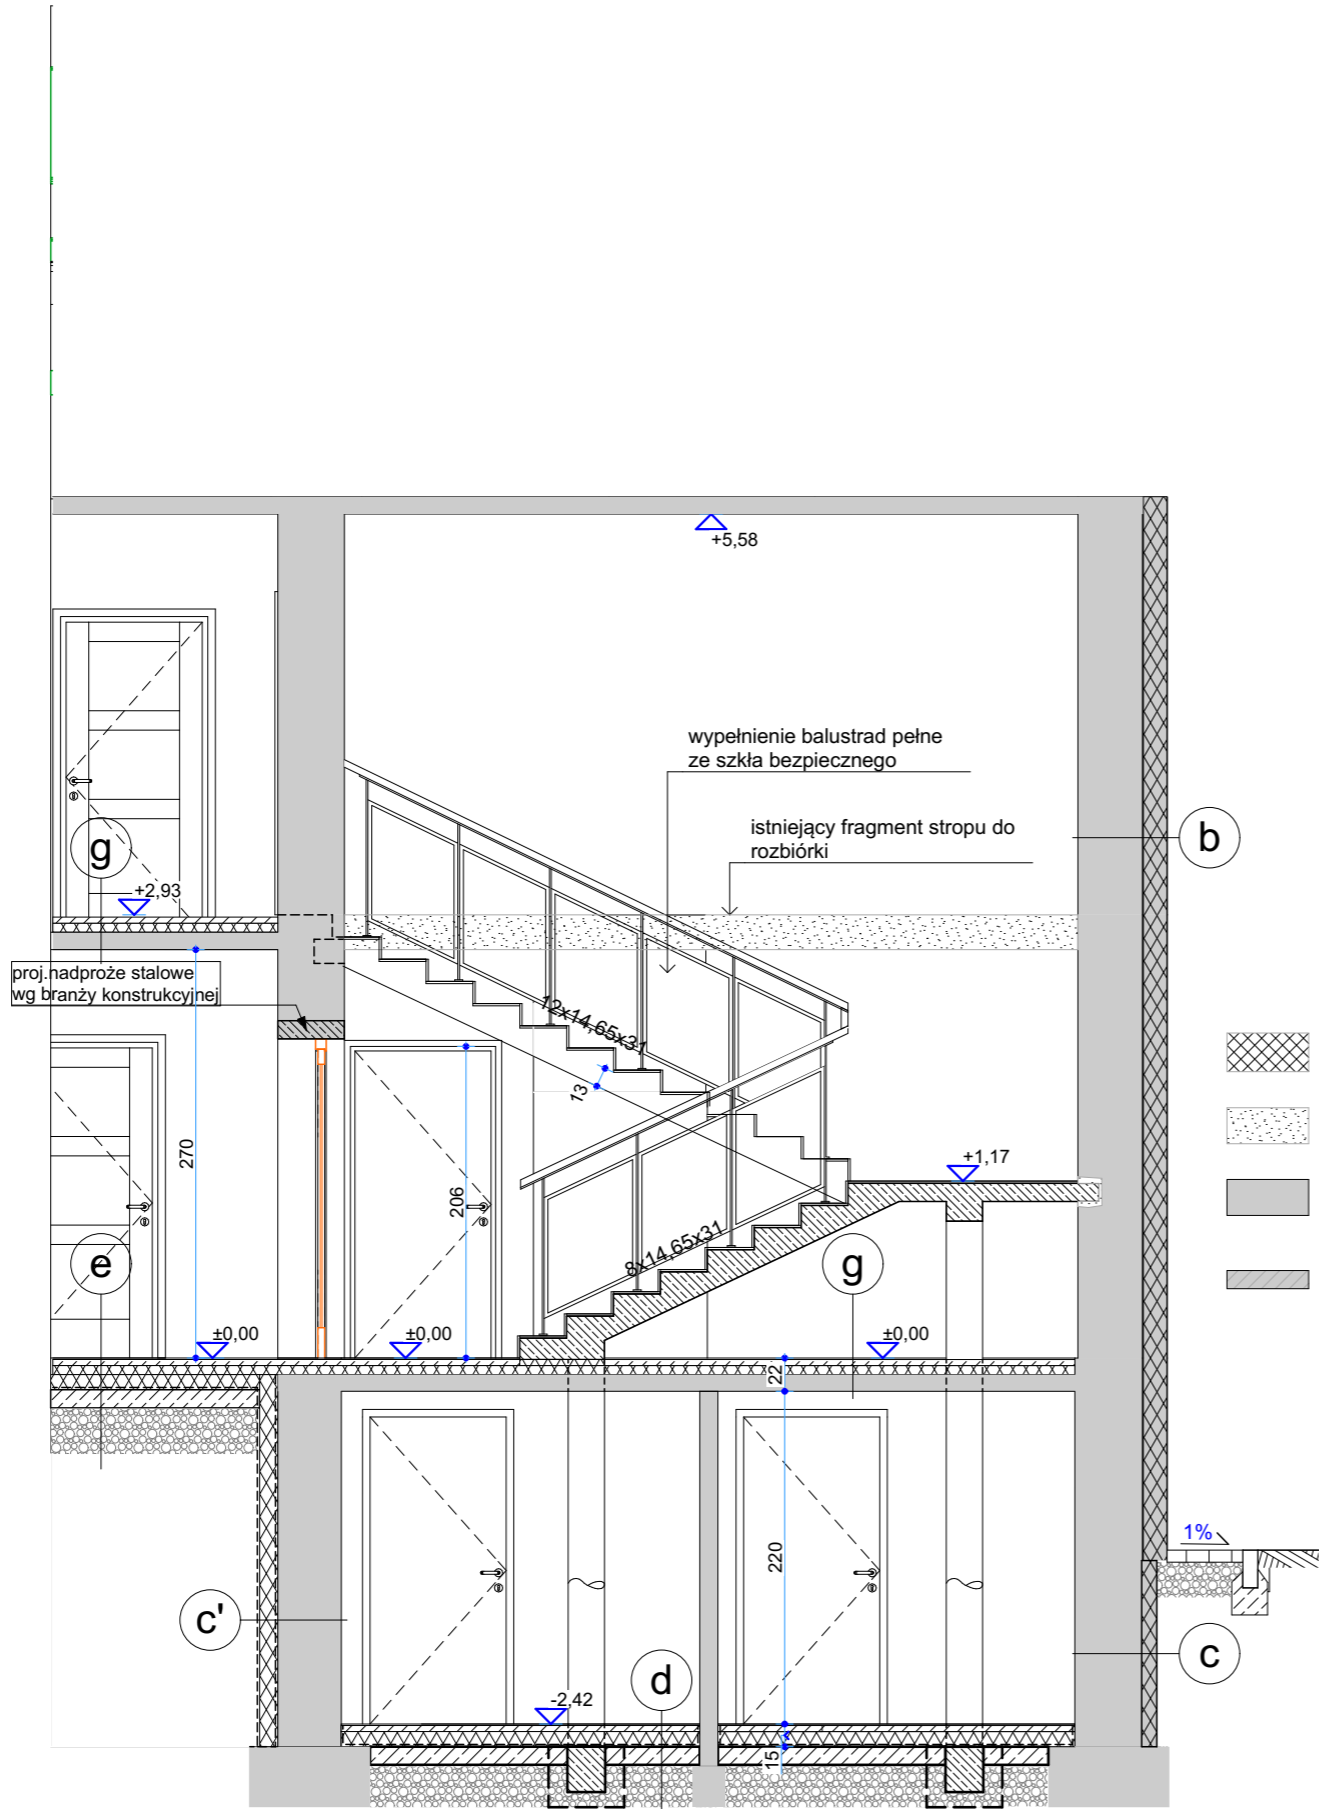 +5,58
wypełnienie balustrad pełne
ze szkła bezpiecznego
istniejący fragment stropu do
rozbiórki
b
g
+2,93
proj.nadproże stalowe
wg branży konstrukcyjnej
12x14,65x31
13
270
206
+1,17
8x14,65x31
e
g
±0,00
±0,00
±0,00
22
220
1%
c'
c
d
-2,42
15